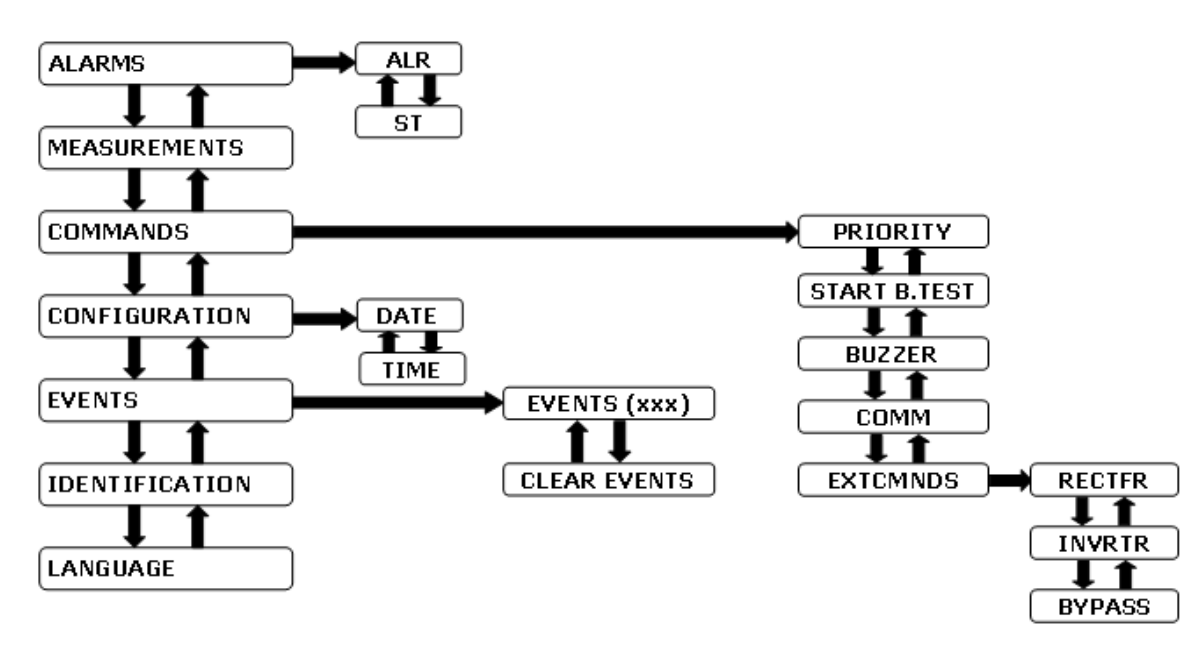 ALARMS
ALR
ST
MEASUREMENTS
COMMANDS
PRIORITY
START B.TEST
BUZZER
COMM
EXTCMNDS
RECTFR
INVRTR
BYPASS
CONFIGURATION
DATE
TIME
EVENTS
EVENTS (xxx)
CLEAR EVENTS
IDENTIFICATION
LANGUAGE